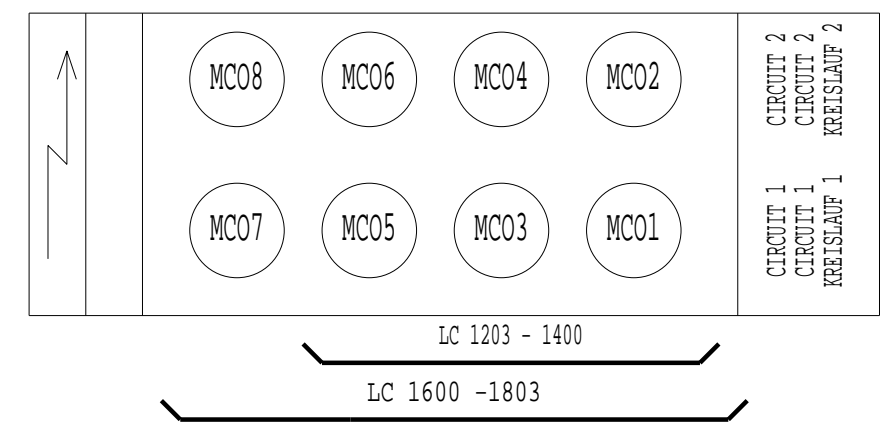 MCO8 MCO6 MCO4 MCO2
CIRCUIT 2
CIRCUIT 2
KREISLAUF 2
MCO7 MCO5 MCO3 MCO1
CIRCUIT 1
CIRCUIT 1
KREISLAUF 1
LC 1203 - 1400
LC 1600 -1803